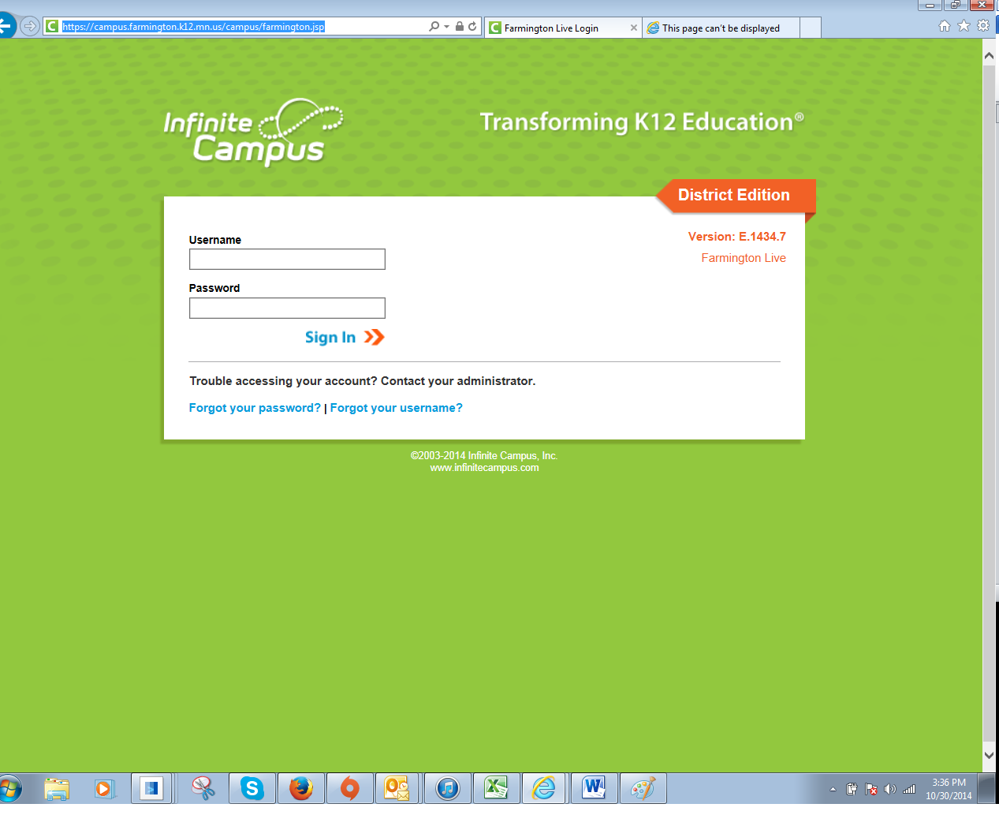 https://campus.farmington.k12.mn.us/campus/farmington.jsp
Farmington Live Login
This page can't be displayed
Infinite
Campus
Transforming K12 Education®
District Edition
Username
Version: E.1434.7
Farmington Live
Password
Sign In
Trouble accessing your account? Contact your administrator.
Forgot your password? | Forgot your username?
©2003-2014 Infinite Campus, Inc.
www.infinitecampus.com
3:36 PM
10/30/2014